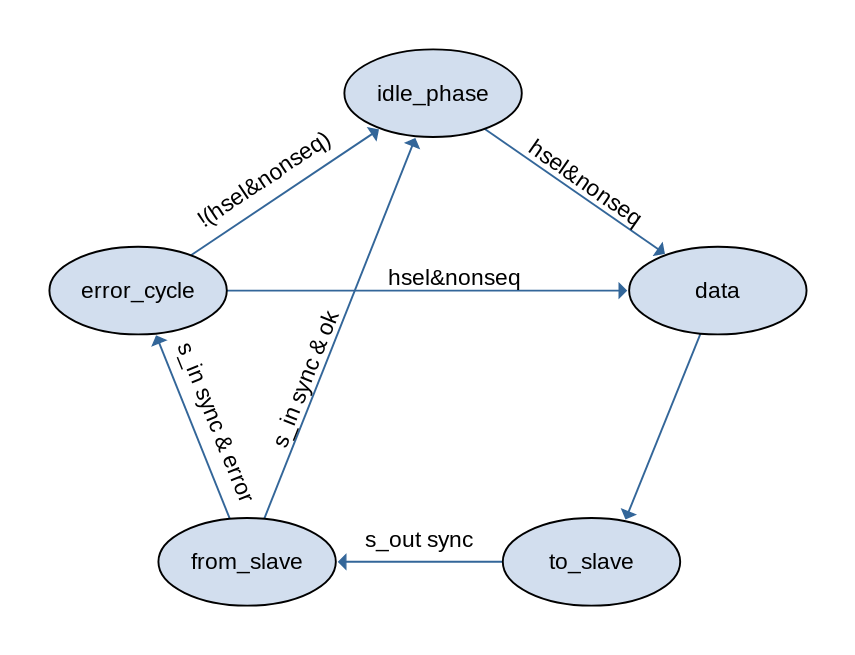 idle_phase
!(hsel&nonseq)
hsel&nonseq
hsel&nonseq
error_cycle
data
s_in sync & ok
s_in sync & error
s_out sync
from_slave
to_slave